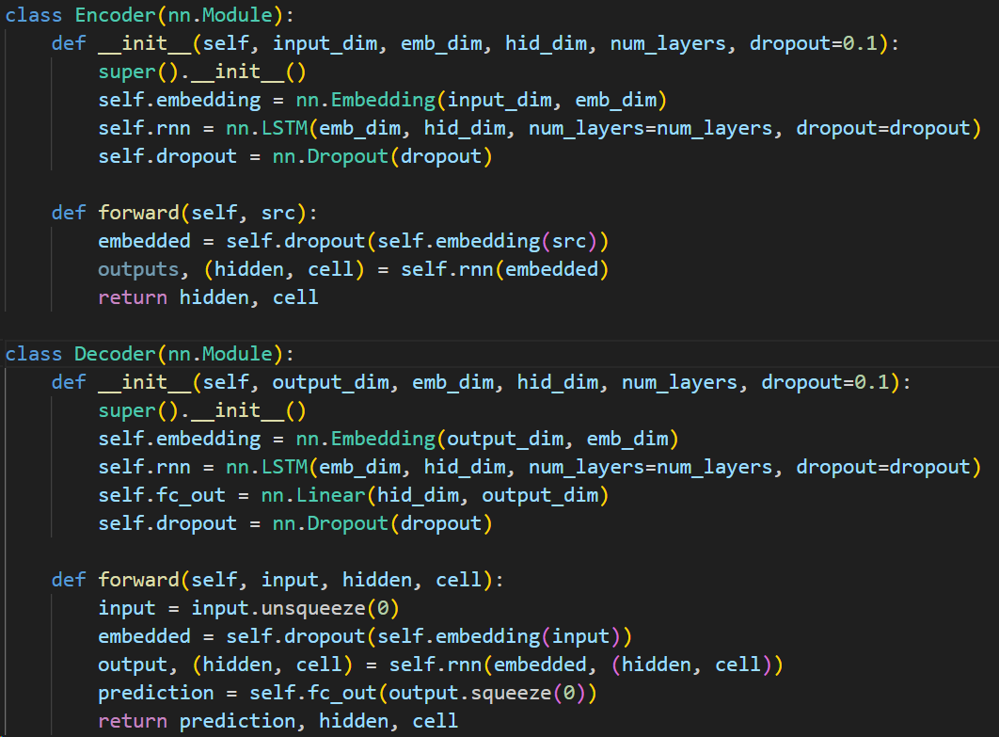 class Encoder(nn.Module):
    def __init__(self, input_dim, emb_dim, hid_dim, num_layers, dropout=0.1):
        super().__init__()
        self.embedding = nn.Embedding(input_dim, emb_dim)
        self.rnn = nn.LSTM(emb_dim, hid_dim, num_layers=num_layers, dropout=dropout)
        self.dropout = nn.Dropout(dropout)

    def forward(self, src):
        embedded = self.dropout(self.embedding(src))
        outputs, (hidden, cell) = self.rnn(embedded)
        return hidden, cell

class Decoder(nn.Module):
    def __init__(self, output_dim, emb_dim, hid_dim, num_layers, dropout=0.1):
        super().__init__()
        self.embedding = nn.Embedding(output_dim, emb_dim)
        self.rnn = nn.LSTM(emb_dim, hid_dim, num_layers=num_layers, dropout=dropout)
        self.fc_out = nn.Linear(hid_dim, output_dim)
        self.dropout = nn.Dropout(dropout)

    def forward(self, input, hidden, cell):
        input = input.unsqueeze(0)
        embedded = self.dropout(self.embedding(input))
        output, (hidden, cell) = self.rnn(embedded, (hidden, cell))
        prediction = self.fc_out(output.squeeze(0))
        return prediction, hidden, cell